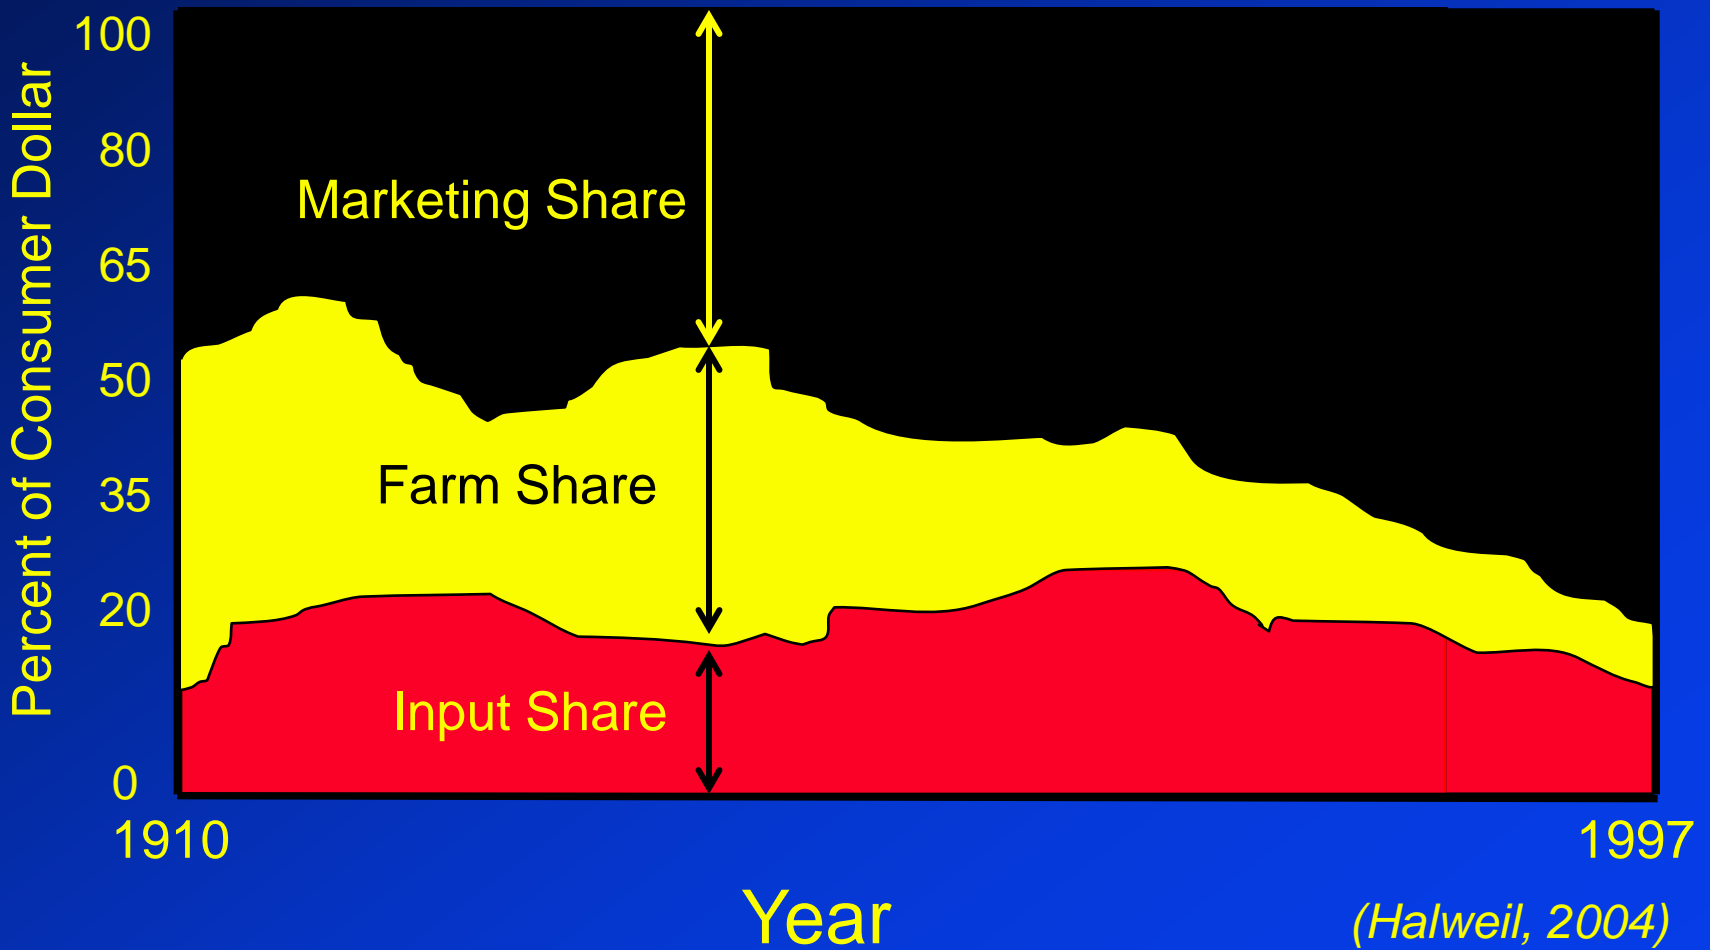 Percent of Consumer Dollar
100
80
65
50
35
20
0
Marketing Share
Farm Share
Input Share
1910
1997
Year
(Halweil, 2004)